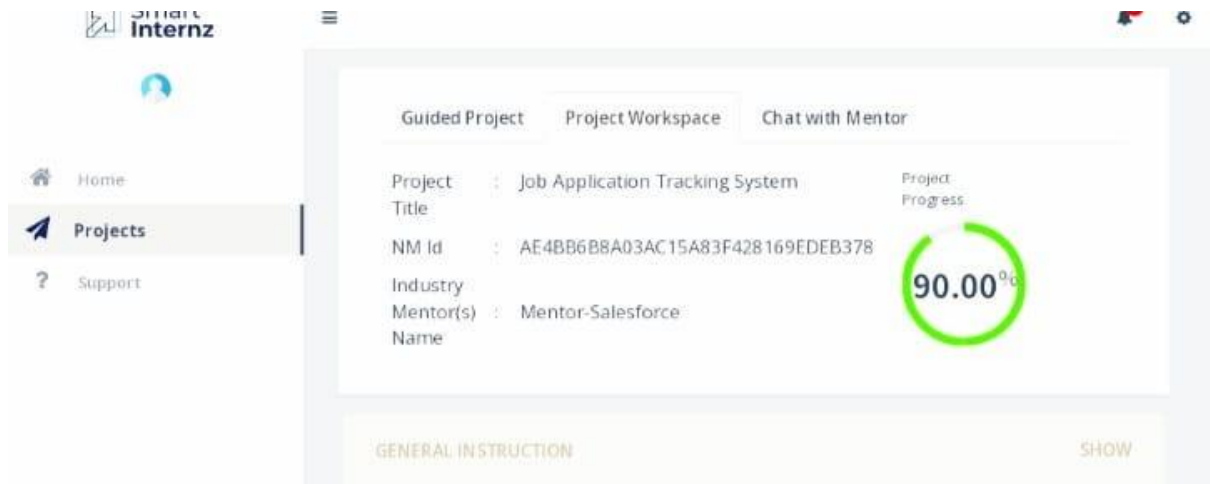 Smart
Internz
Guided Project Project Workspace Chat with Mentor
Home
Projects
Support
Project Title : Job Application Tracking System
NM Id : AE4BB6B8A03AC15A83F428169EDEB378
Industry Mentor(s) Name : Mentor-Salesforce
Project
Progress
90.00%
GENERAL INSTRUCTION SHOW